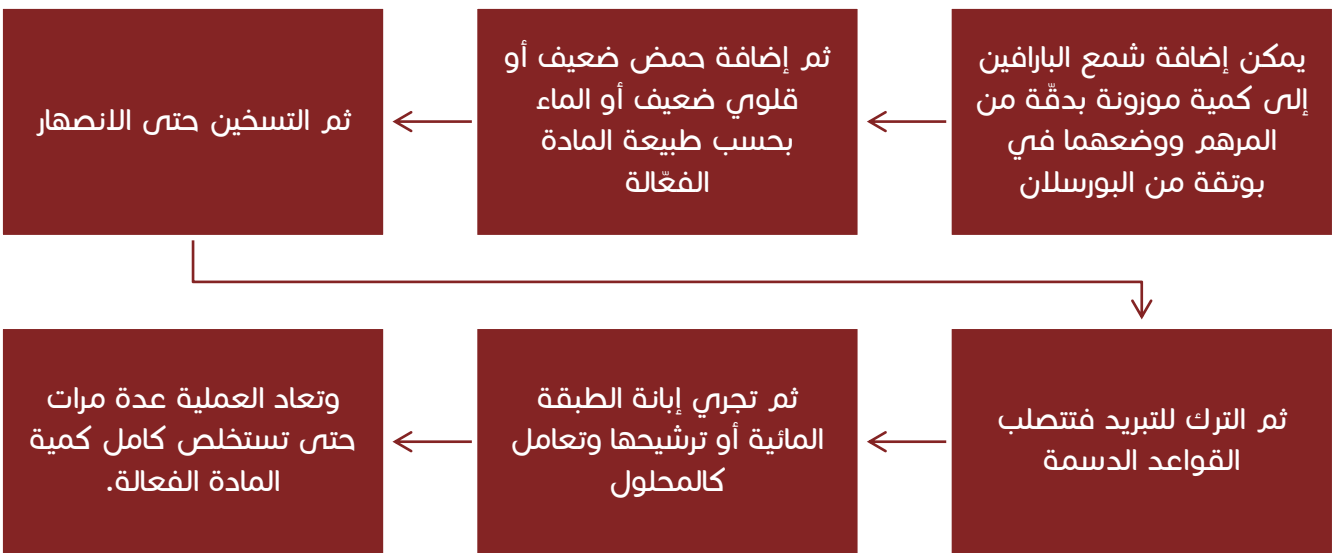 يمكن إضافة شمع البارافين
إلى كمية موزونة بدقّة من
المرهم ووضعهما في
بوتقة من البورسلان
ثم إضافة حمض ضعيف أو
قلوي ضعيف أو الماء
بحسب طبيعة المادة
الفعّالة
ثم التسخين حتى الانصهار
ثم الترك للتبريد فتتصلب
القواعد الدسمة
ثم تجري إبانة الطبقة
المائية أو ترشيحها وتعامل
كالمحلول
وتعاد العملية عدة مرات
حتى تستخلص كامل كمية
المادة الفعالة.